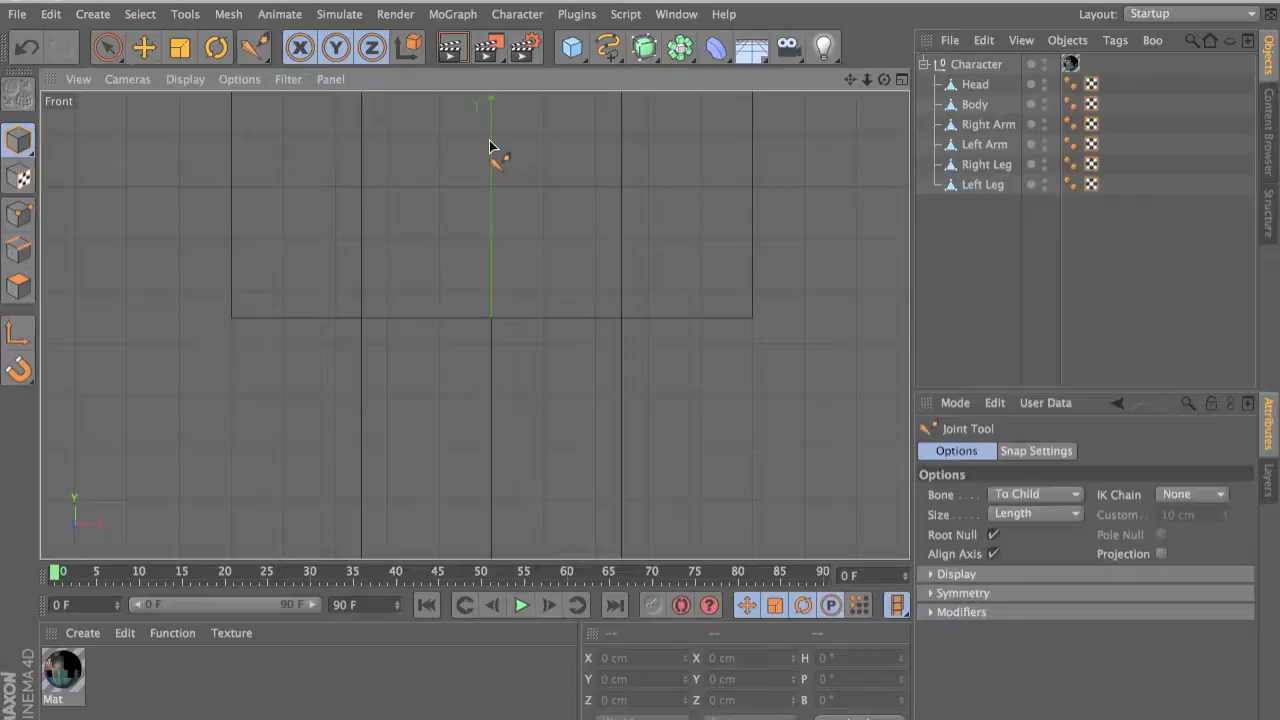 File Edit Create Select Tools Mesh Animate Simulate Render MoGraph Character Plugins Script Window Help Layout: Startup
File Edit View Objects Tags Boo
View Cameras Display Options Filter Panel
Front
Y
Character
Head
Body
Right Arm
Left Arm
Right Leg
Left Leg
Objects
Content Browser
Structure
Mode Edit User Data
Joint Tool
Options Snap Settings
Options
Bone To Child IK Chain None
Size Length Custom 10 cm
Root Null Pole Null
Align Axis Projection
Display
Symmetry
Modifiers
Attributes
Layers
Y
0 5 10 15 20 25 30 35 40 45 50 55 60 65 70 75 80 85 90 0 F
0 F 0 F 90 F 90 F
Create Edit Function Texture
Mat
-- -- --
X 0 cm X 0 cm H 0 °
Y 0 cm Y 0 cm P 0 °
Z 0 cm Z 0 cm B 0 °
MAXON
CINEMA 4D